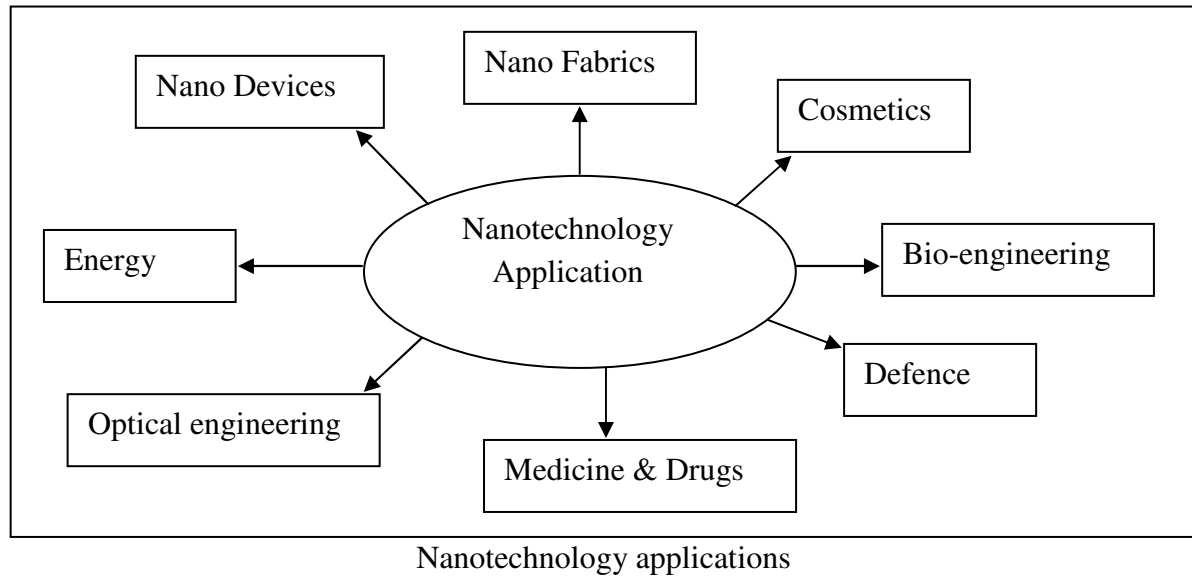 Nano Fabrics
Nano Devices
Cosmetics
Nanotechnology
Application
Energy
Bio-engineering
Defence
Optical engineering
Medicine & Drugs
Nanotechnology applications